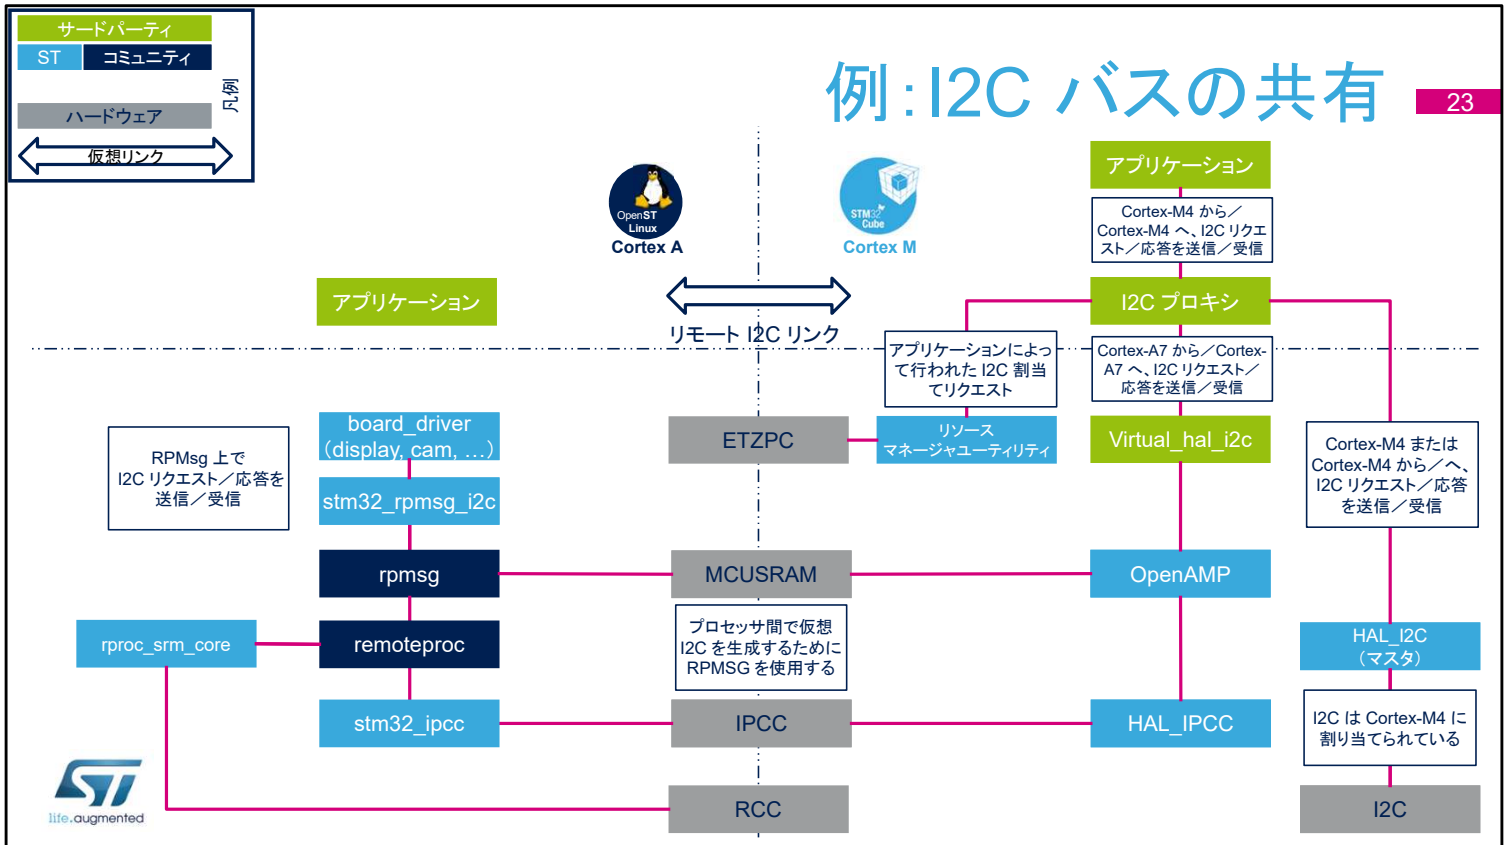 サードパーティ
ST
コミュニティ
凡例
ハードウェア
仮想リンク
例：I2C バスの共有
23
OpenST
Linux
Cortex A
STM32
Cube
Cortex M
アプリケーション
Cortex-M4 から／
Cortex-M4 へ、I2C リクエ
スト／応答を送信／受信
アプリケーション
リモート I2C リンク
I2C プロキシ
アプリケーションによっ
て行われた I2C 割当
てリクエスト
Cortex-A7 から／Cortex-
A7 へ、I2C リクエスト／
応答を送信／受信
RPMsg 上で
I2C リクエスト／応答を
送信／受信
board_driver
（display, cam, …）
ETZPC
リソース
マネージャユーティリティ
Virtual_hal_i2c
Cortex-M4 または
Cortex-M4 から／へ、
I2C リクエスト／応答
を送信／受信
stm32_rpmsg_i2c
rpmsg
MCUSRAM
OpenAMP
プロセッサ間で仮想
I2C を生成するために
RPMSG を使用する
rproc_srm_core
remoteproc
HAL_I2C
（マスタ）
stm32_ipcc
IPCC
HAL_IPCC
I2C は Cortex-M4 に
割り当てられている
RCC
I2C
ST
life.augmented